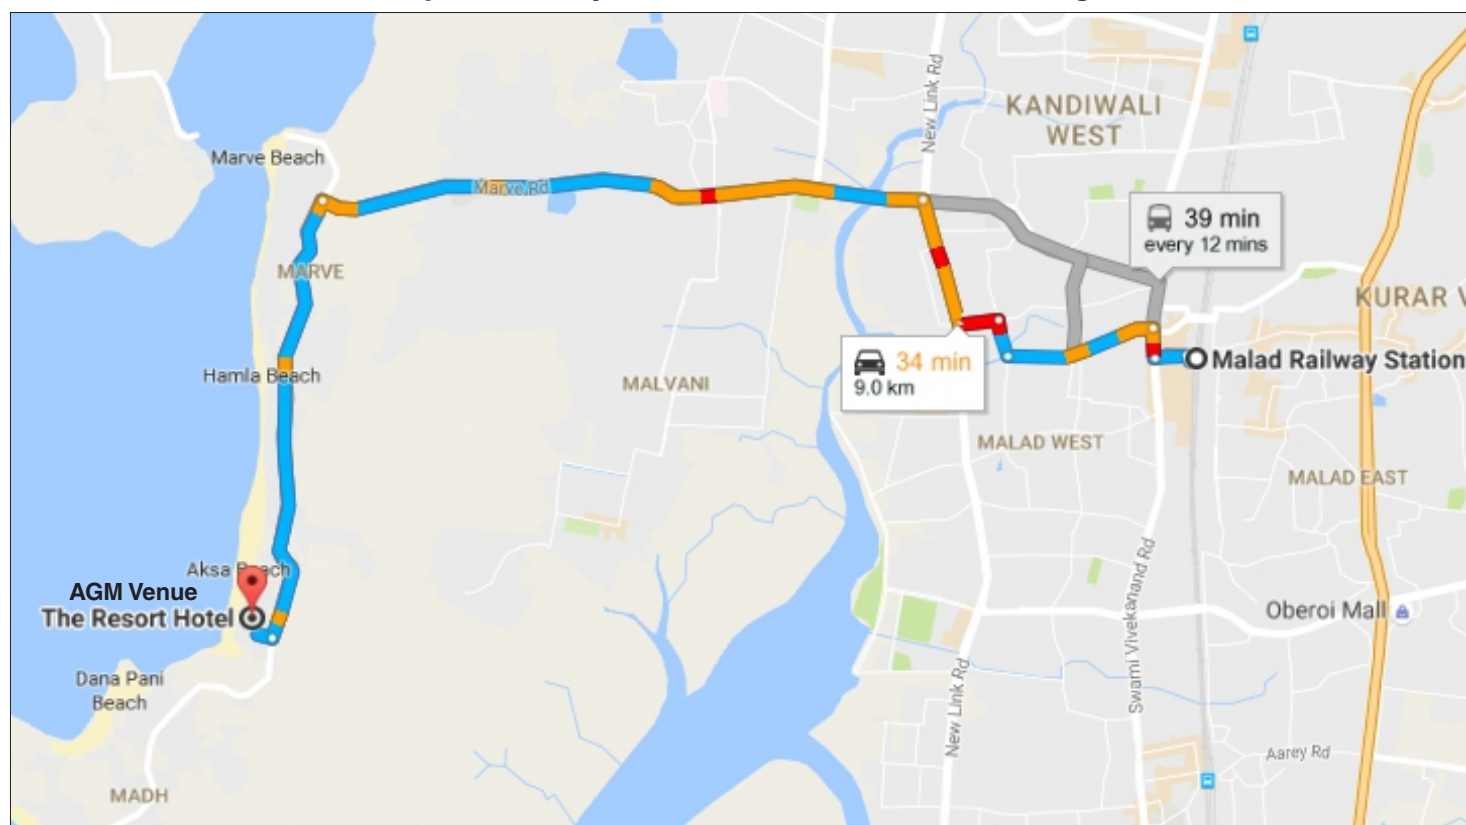 New Link Rd
KANDIWALI
WEST
Marve Beach
Marve Rd
39 min
every 12 mins
MARVE
KURAR V
34 min
9.0 km
Malad Railway Station
Hamla Beach
MALVANI
MALAD WEST
MALAD EAST
Aksa Beach
AGM Venue
The Resort Hotel
Swami Vivekanand Rd
Oberoi Mall
Dana Pani
Beach
New Link Rd
Aarey Rd
MADH